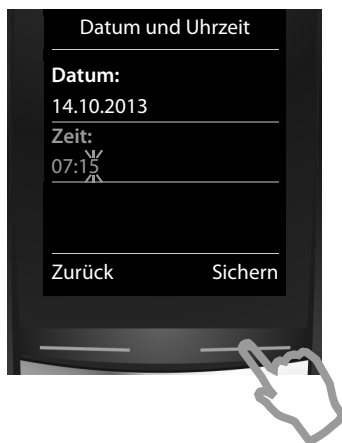 Datum und Uhrzeit
Datum:
14.10.2013
Zeit:
07:15
Zurück Sichern